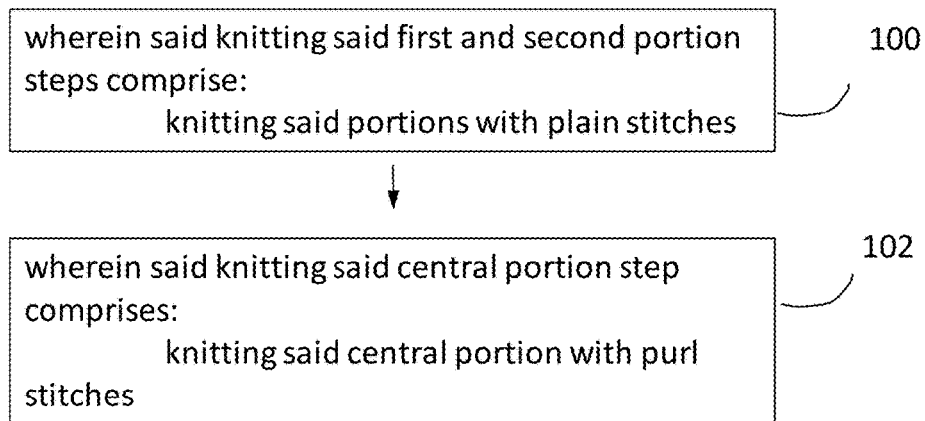 wherein said knitting said first and second portion
steps comprise:
knitting said portions with plain stitches
100
wherein said knitting said central portion step
comprises:
knitting said central portion with purl
stitches
102